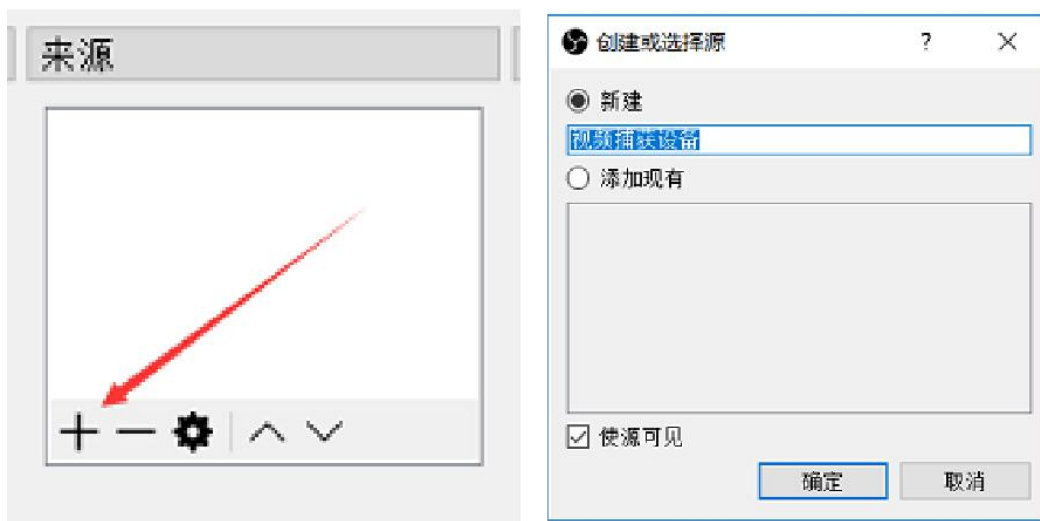 来源
创建或选择源
新建
视频捕获设备
添加现有
使源可见
确定
取消